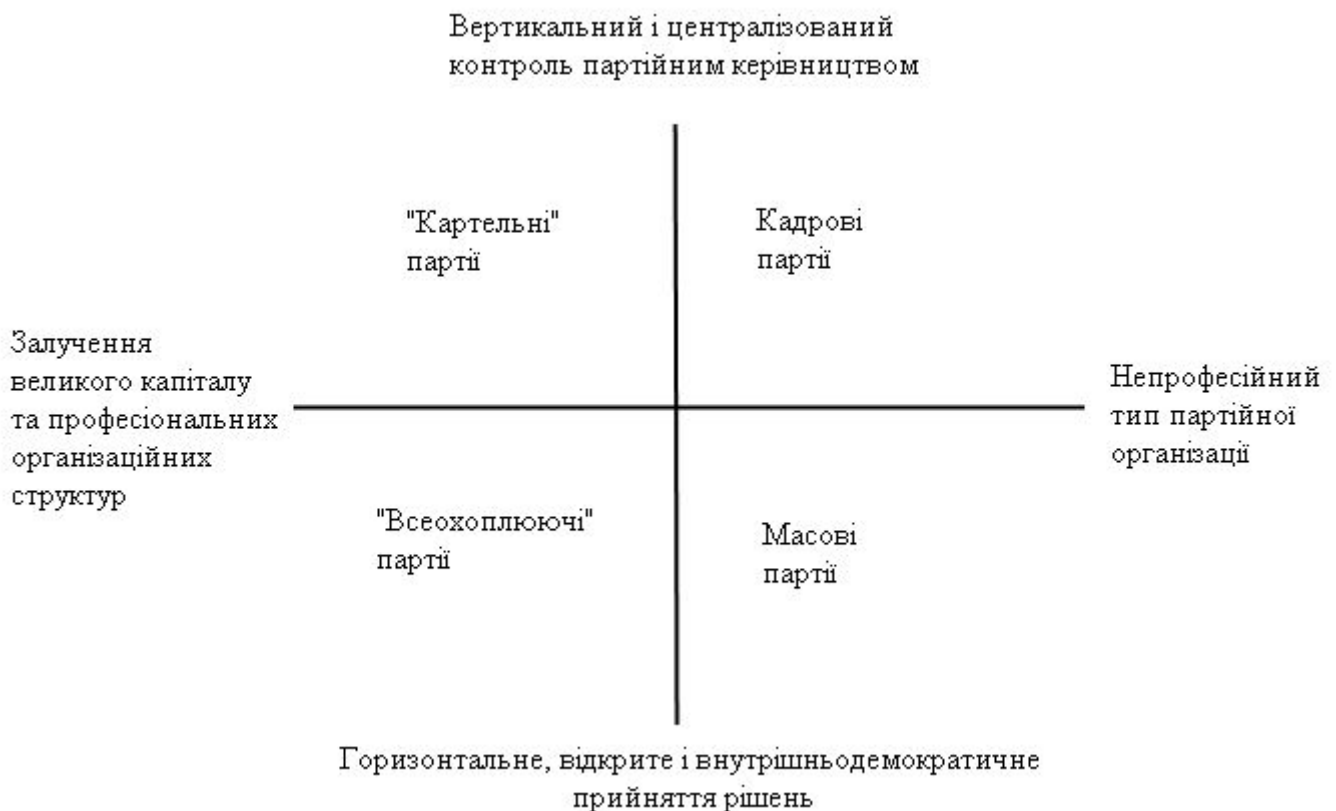 Вертикальний і централізований
контроль партійним керівництвом
"Картельні"
партії
Кадрові
партії
Залучення
великого капіталу
та професіональних
організаційних
структур
Непрофесійний
тип партійної
організації
"Всеохоплюючі"
партії
Масові
партії
Горизонтальне, відкрите і внутрішньодемократичне
прийняття рішень